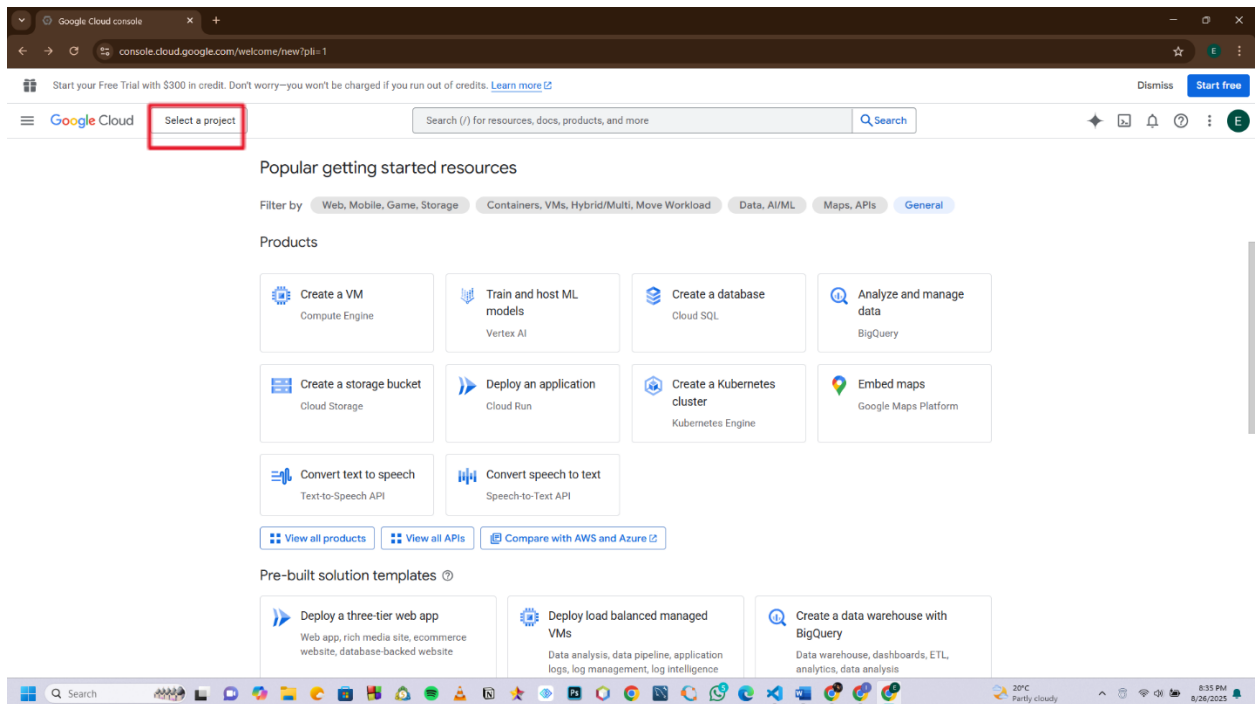 Google Cloud console
console.cloud.google.com/welcome/new?pli=1
E
Start your Free Trial with $300 in credit. Don't worry—you won't be charged if you run out of credits. Learn more
Dismiss
Start free
Google Cloud
Select a project
Search (/) for resources, docs, products, and more
Search
E
Popular getting started resources
Filter by
Web, Mobile, Game, Storage
Containers, VMs, Hybrid/Multi, Move Workload
Data, AI/ML
Maps, APIs
General
Products
Create a VM
Compute Engine
Train and host ML
models
Vertex AI
Create a database
Cloud SQL
Analyze and manage
data
BigQuery
Create a storage bucket
Cloud Storage
Deploy an application
Cloud Run
Create a Kubernetes
cluster
Kubernetes Engine
Embed maps
Google Maps Platform
Convert text to speech
Text-to-Speech API
Convert speech to text
Speech-to-Text API
View all products
View all APIs
Compare with AWS and Azure
Pre-built solution templates
Deploy a three-tier web app
Web app, rich media site, ecommerce
website, database-backed website
Deploy load balanced managed
VMs
Data analysis, data pipeline, application
logs, log management, log intelligence
Create a data warehouse with
BigQuery
Data warehouse, dashboards, ETL,
analytics, data analysis
Search
Ps
20°C
Partly cloudy
8:35 PM
8/26/2025